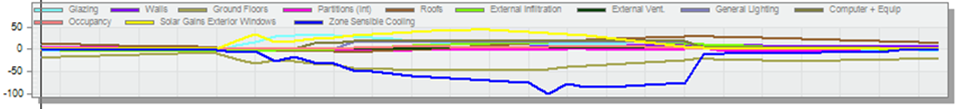 Glazing Walls Ground Floors Partitions (int) Roofs External Infiltration External Vent. General Lighting Computer + Equip
Occupancy Solar Gains Exterior Windows Zone Sensible Cooling
50
0
-50
-100